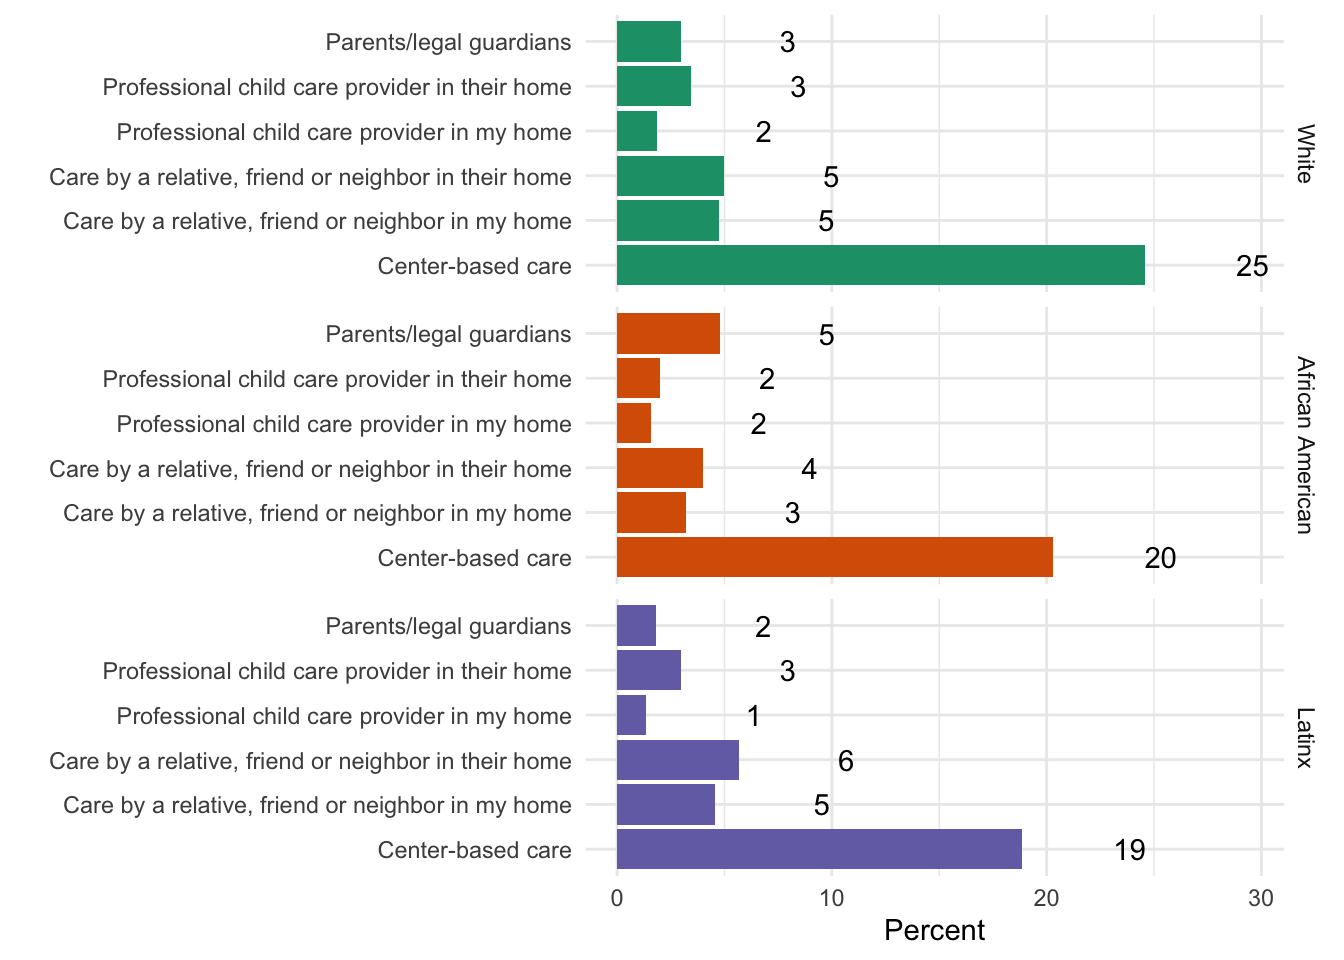 Parents/legal guardians 3
Professional child care provider in their home 3
Professional child care provider in my home 2
Care by a relative, friend or neighbor in their home 5
Care by a relative, friend or neighbor in my home 5
Center-based care 25
White
Parents/legal guardians 5
Professional child care provider in their home 2
Professional child care provider in my home 2
Care by a relative, friend or neighbor in their home 4
Care by a relative, friend or neighbor in my home 3
Center-based care 20
African American
Parents/legal guardians 2
Professional child care provider in their home 3
Professional child care provider in my home 1
Care by a relative, friend or neighbor in their home 6
Care by a relative, friend or neighbor in my home 5
Center-based care 19
Latinx
0 10 20 30
Percent